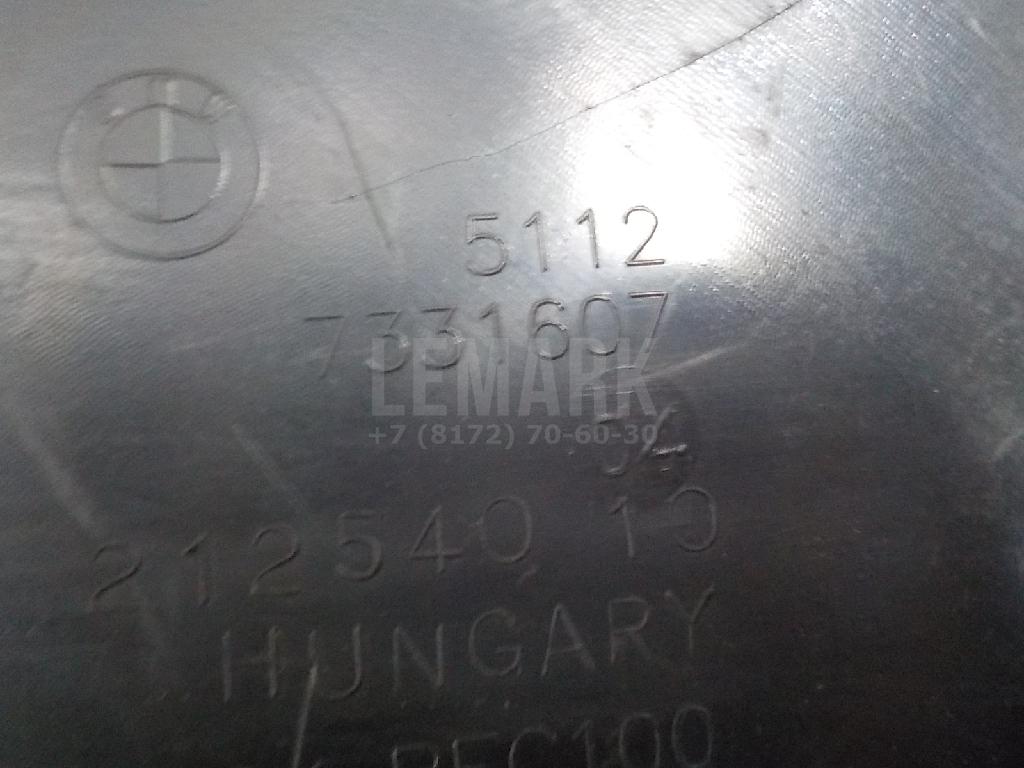 5112
7331607
LEMARK
+7 (8172) 70-60-30
212540 10
HUNGARY